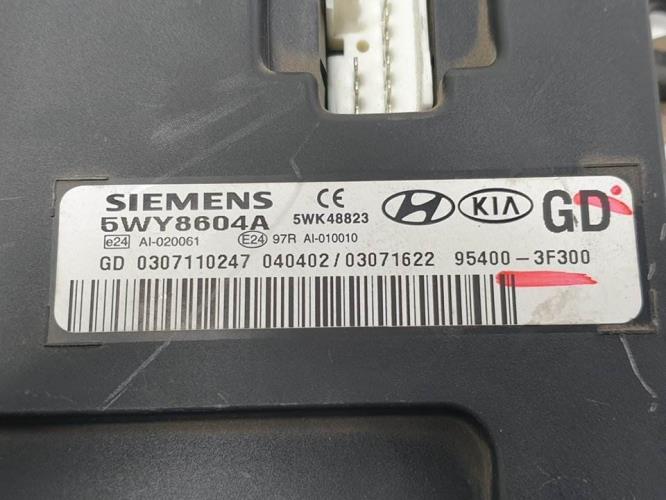 SIEMENS CE KIA GD
5WY8604A 5WK48823
e24 AI-020061 E24 97R AI-010010
GD 0307110247 040402/03071622 95400-3F300